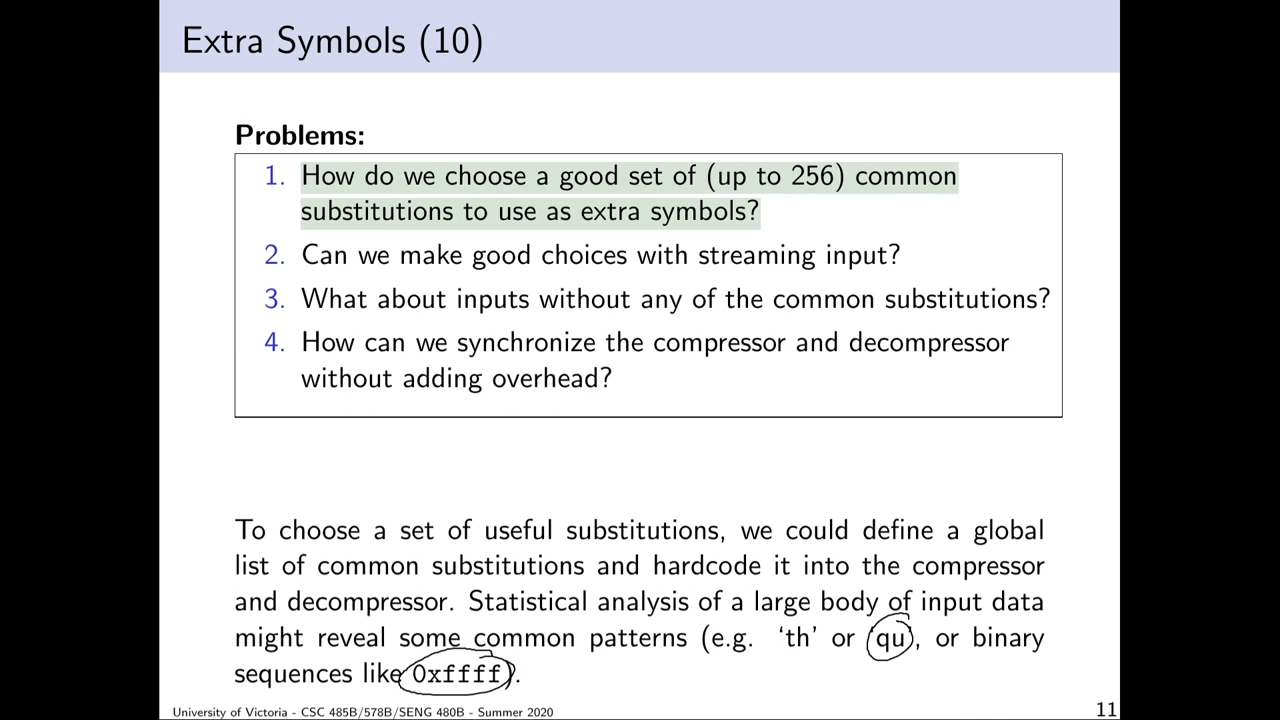 Extra Symbols (10)
Problems:
1. How do we choose a good set of (up to 256) common
substitutions to use as extra symbols?
2. Can we make good choices with streaming input?
3. What about inputs without any of the common substitutions?
4. How can we synchronize the compressor and decompressor
without adding overhead?
To choose a set of useful substitutions, we could define a global
list of common substitutions and hardcode it into the compressor
and decompressor. Statistical analysis of a large body of input data
might reveal some common patterns (e.g. ‘th’ or ‘qu’, or binary
sequences like 0xffff).
University of Victoria - CSC 485B/578B/SENG 480B - Summer 2020
11